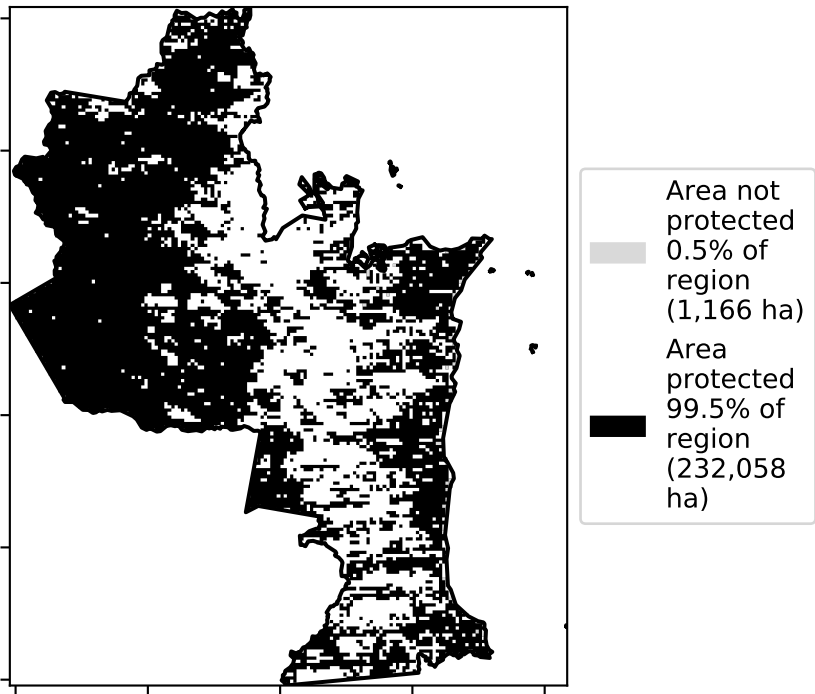 Area not
protected
0.5% of
region
(1,166 ha)
Area
protected
99.5% of
region
(232,058
ha)